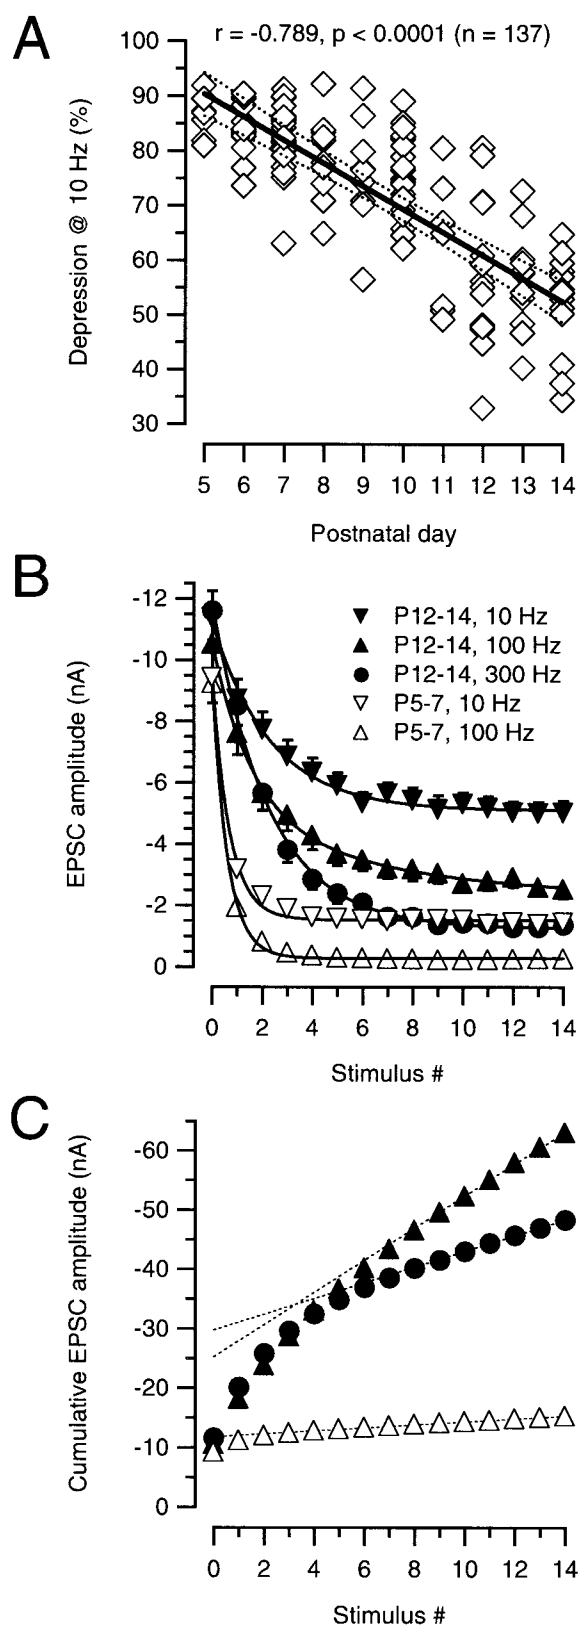 A
r = -0.789, p < 0.0001 (n = 137)
100
90
80
70
60
50
40
30
Depression @ 10 Hz (%)
5 6 7 8 9 10 11 12 13 14
Postnatal day
B
-12
-10
-8
-6
-4
-2
0
EPSC amplitude (nA)
P12-14, 10 Hz
P12-14, 100 Hz
P12-14, 300 Hz
P5-7, 10 Hz
P5-7, 100 Hz
0 2 4 6 8 10 12 14
Stimulus #
C
-60
-50
-40
-30
-20
-10
0
Cumulative EPSC amplitude (nA)
0 2 4 6 8 10 12 14
Stimulus #